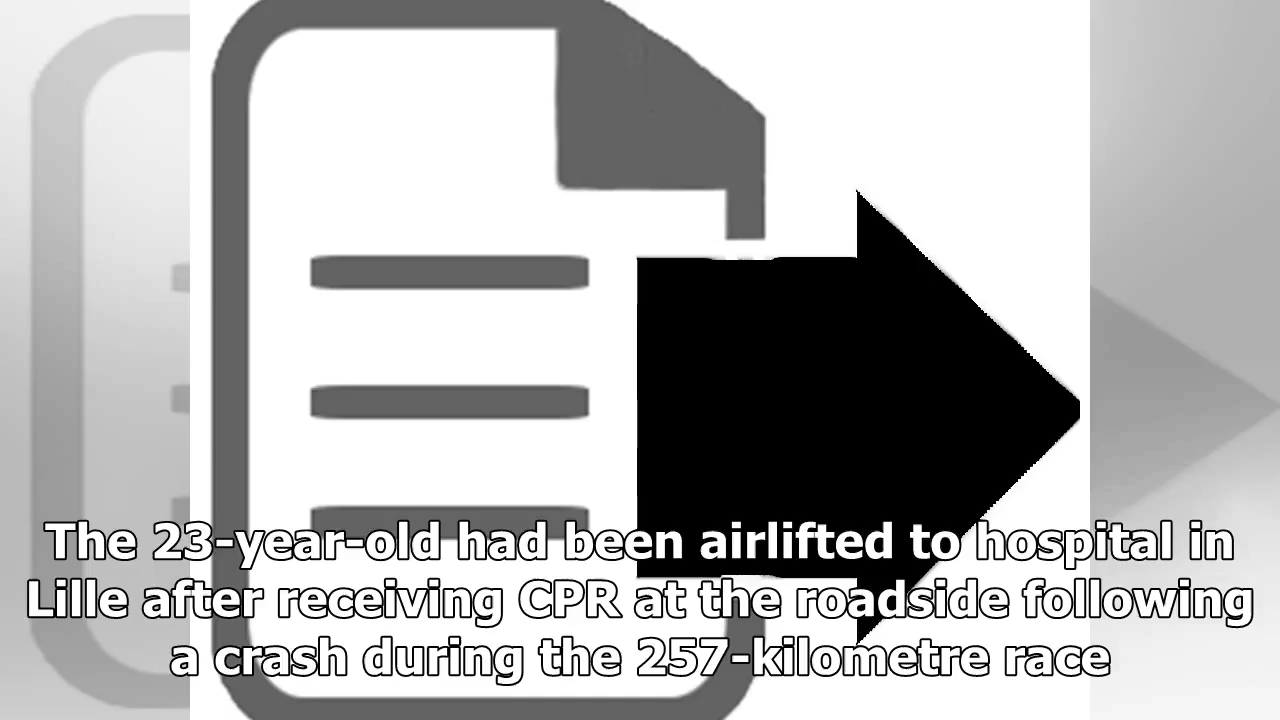 The 23-year-old had been airlifted to hospital in
Lille after receiving CPR at the roadside following
a crash during the 257-kilometre race